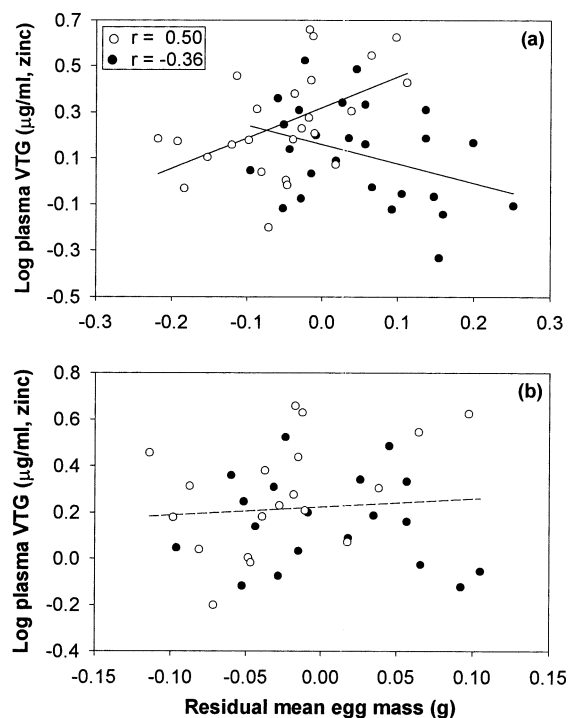 0.7
0.5
0.3
0.1
-0.1
-0.3
-0.5
Log plasma VTG (μg/ml, zinc)
○ r = 0.50
● r = -0.36
(a)
-0.3 -0.2 -0.1 0.0 0.1 0.2 0.3
0.8
0.6
0.4
0.2
0.0
-0.2
-0.4
Log plasma VTG (μg/ml, zinc)
(b)
-0.15 -0.10 -0.05 0.00 0.05 0.10 0.15
Residual mean egg mass (g)